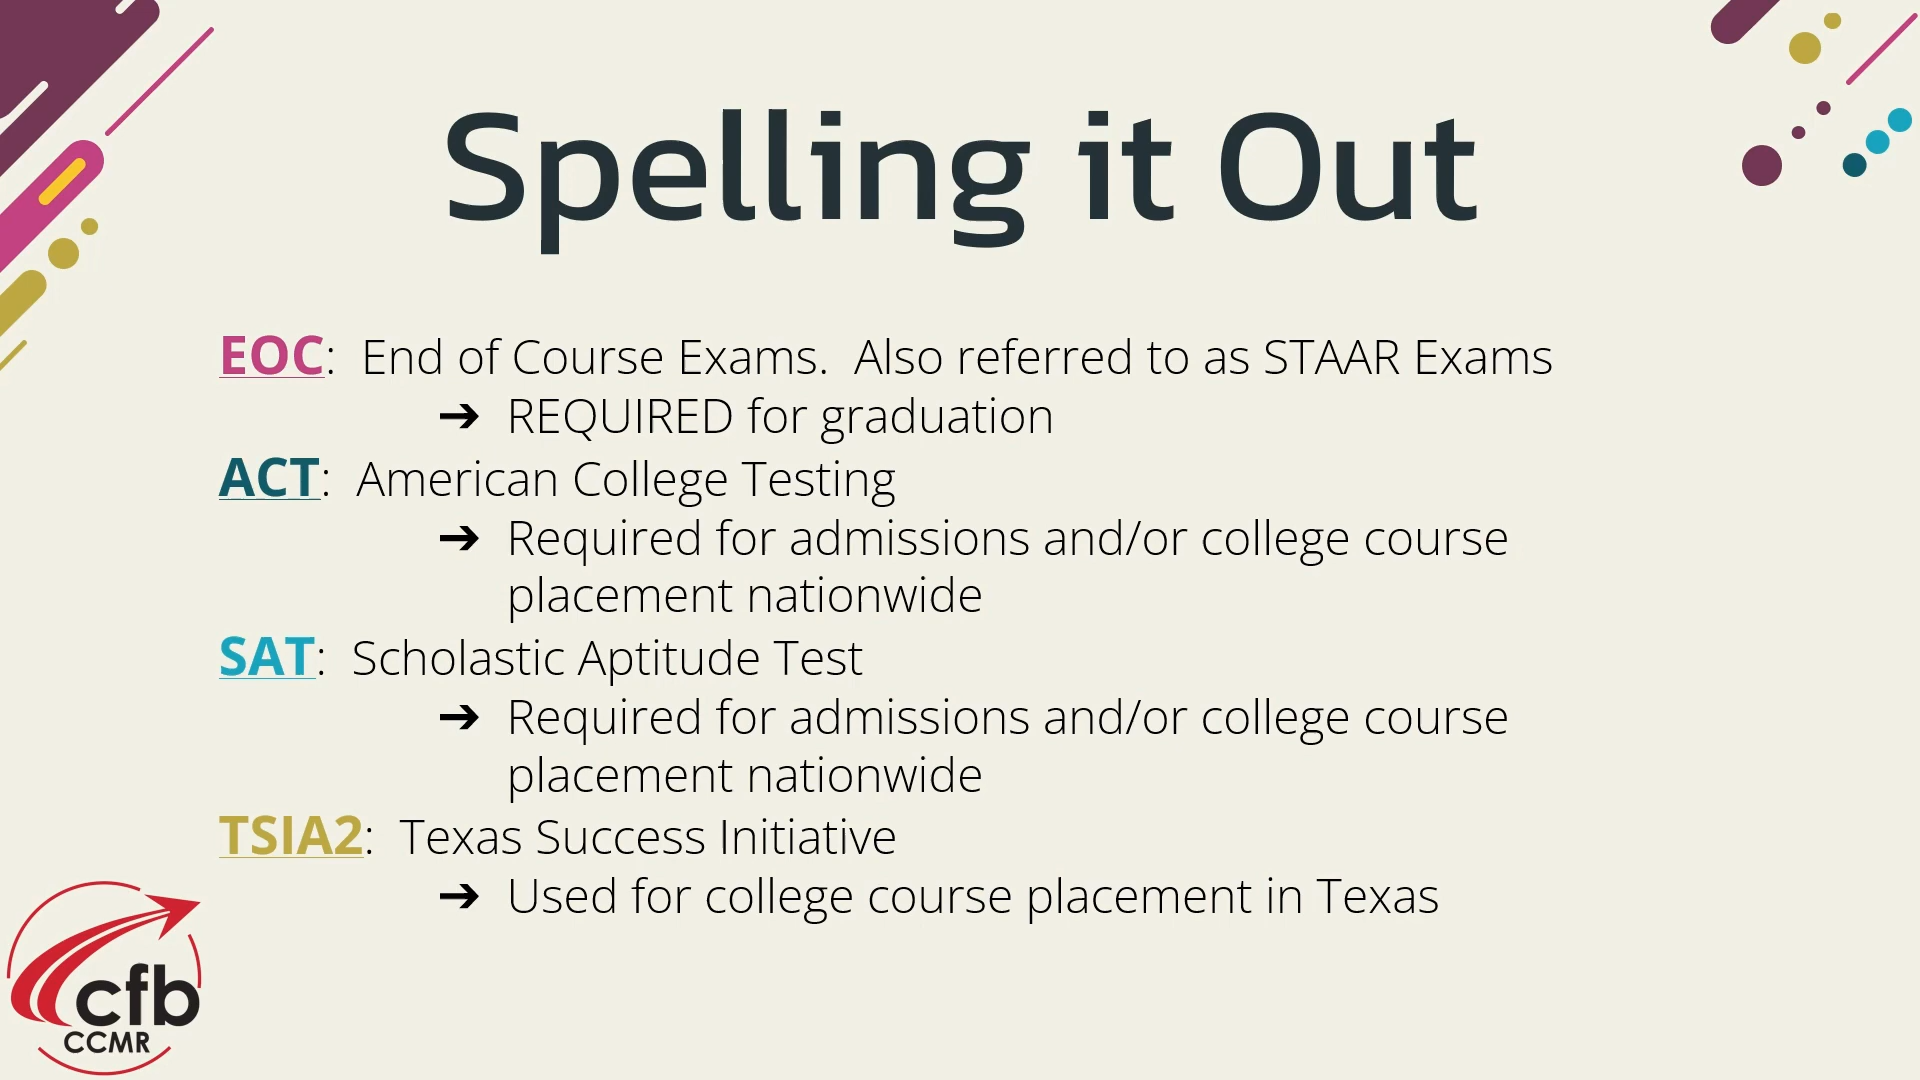 Spelling it Out
EOC:  End of Course Exams.  Also referred to as STAAR Exams
➔ REQUIRED for graduation
ACT:  American College Testing
➔ Required for admissions and/or college course
placement nationwide
SAT:  Scholastic Aptitude Test
➔ Required for admissions and/or college course
placement nationwide
TSIA2:  Texas Success Initiative
➔ Used for college course placement in Texas
cfb
CCMR